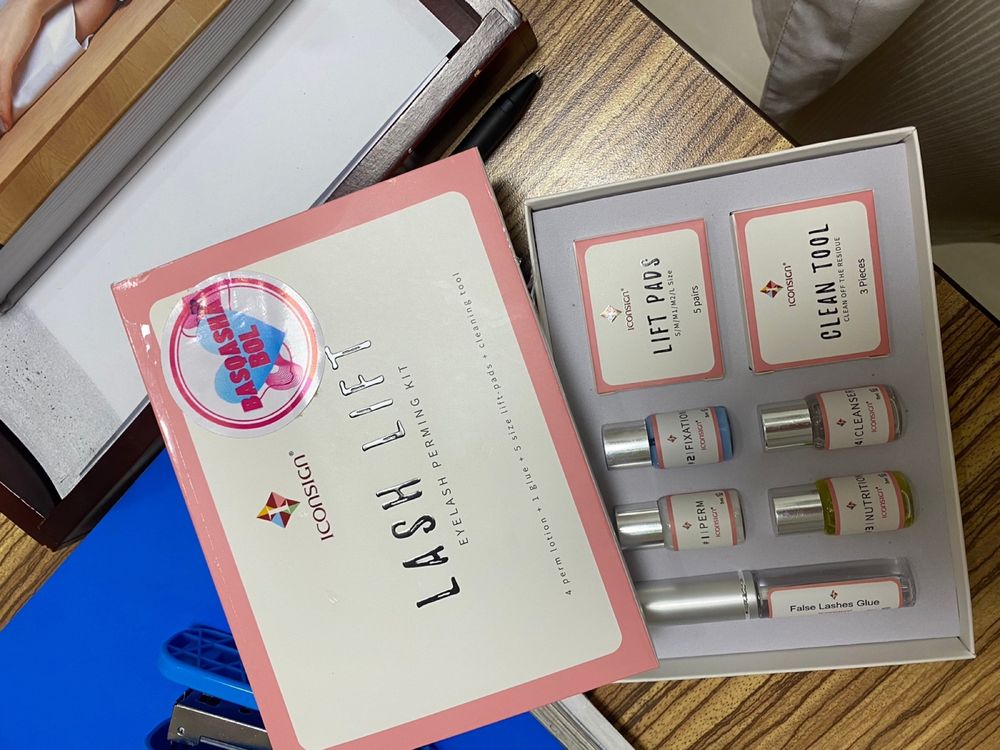 BASQASHA
BOL
ICONSIGN®
LASH LIFT
EYELASH PERMING KIT
4 perm lotion + 1 glue + 5 size lift-pads + cleaning tool
ICONSIGN®
LIFT PADS
S/M/M1/M2/L Size
5 pairs
ICONSIGN®
CLEAN TOOL
CLEAN OFF THE RESIDUE
3 Pieces
#2|FIXATION
ICONSIGN®
#4|CLEANSER
ICONSIGN®
#1|PERM
ICONSIGN®
#3|NUTRITION
ICONSIGN®
False Lashes Glue